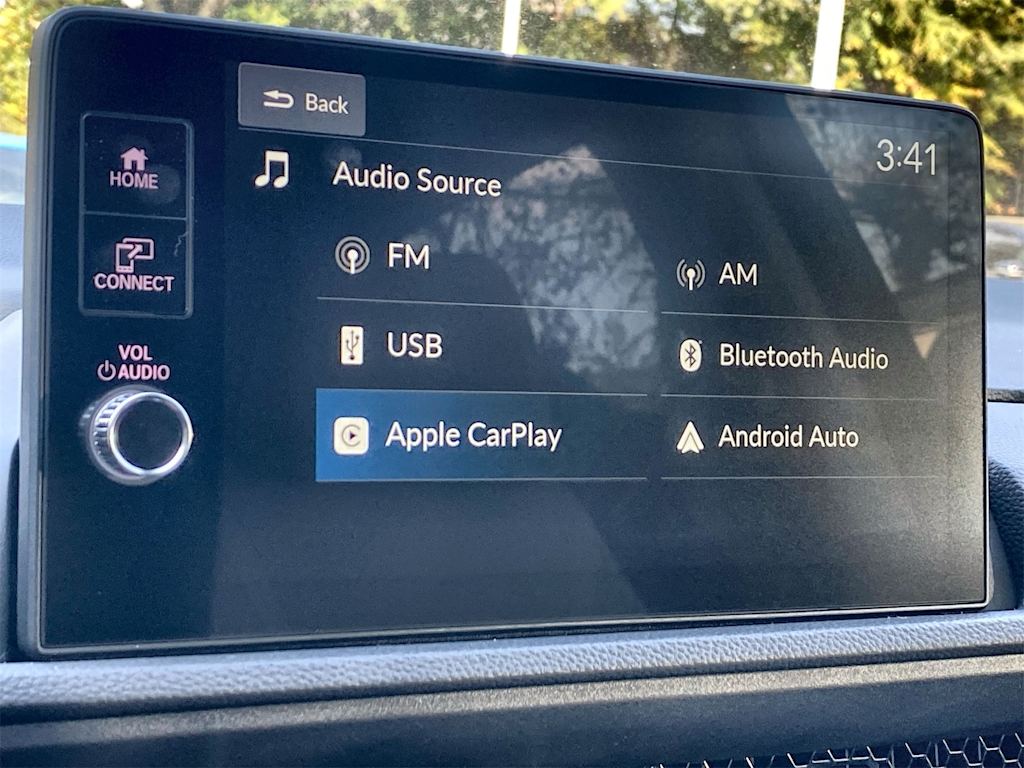 Back
HOME
Audio Source
3:41
FM
AM
CONNECT
USB
Bluetooth Audio
VOL
AUDIO
Apple CarPlay
Android Auto